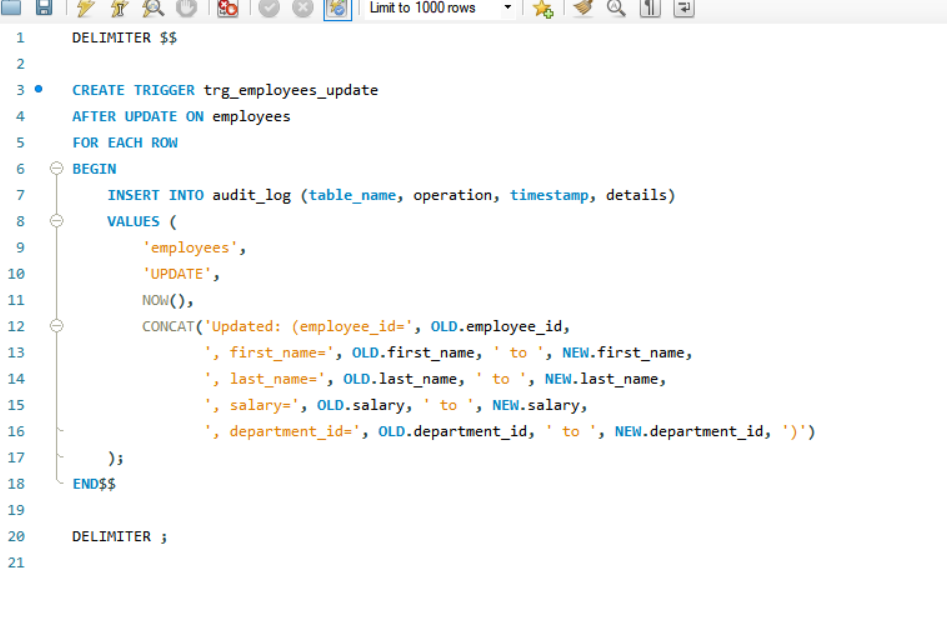 Limit to 1000 rows
1 DELIMITER $$
2
3 CREATE TRIGGER trg_employees_update
4 AFTER UPDATE ON employees
5 FOR EACH ROW
6 BEGIN
7 INSERT INTO audit_log (table_name, operation, timestamp, details)
8 VALUES (
9 'employees',
10 'UPDATE',
11 NOW(),
12 CONCAT('Updated: (employee_id=', OLD.employee_id,
13 ', first_name=', OLD.first_name, ' to ', NEW.first_name,
14 ', last_name=', OLD.last_name, ' to ', NEW.last_name,
15 ', salary=', OLD.salary, ' to ', NEW.salary,
16 ', department_id=', OLD.department_id, ' to ', NEW.department_id, ')')
17 );
18 END$$
19
20 DELIMITER ;
21